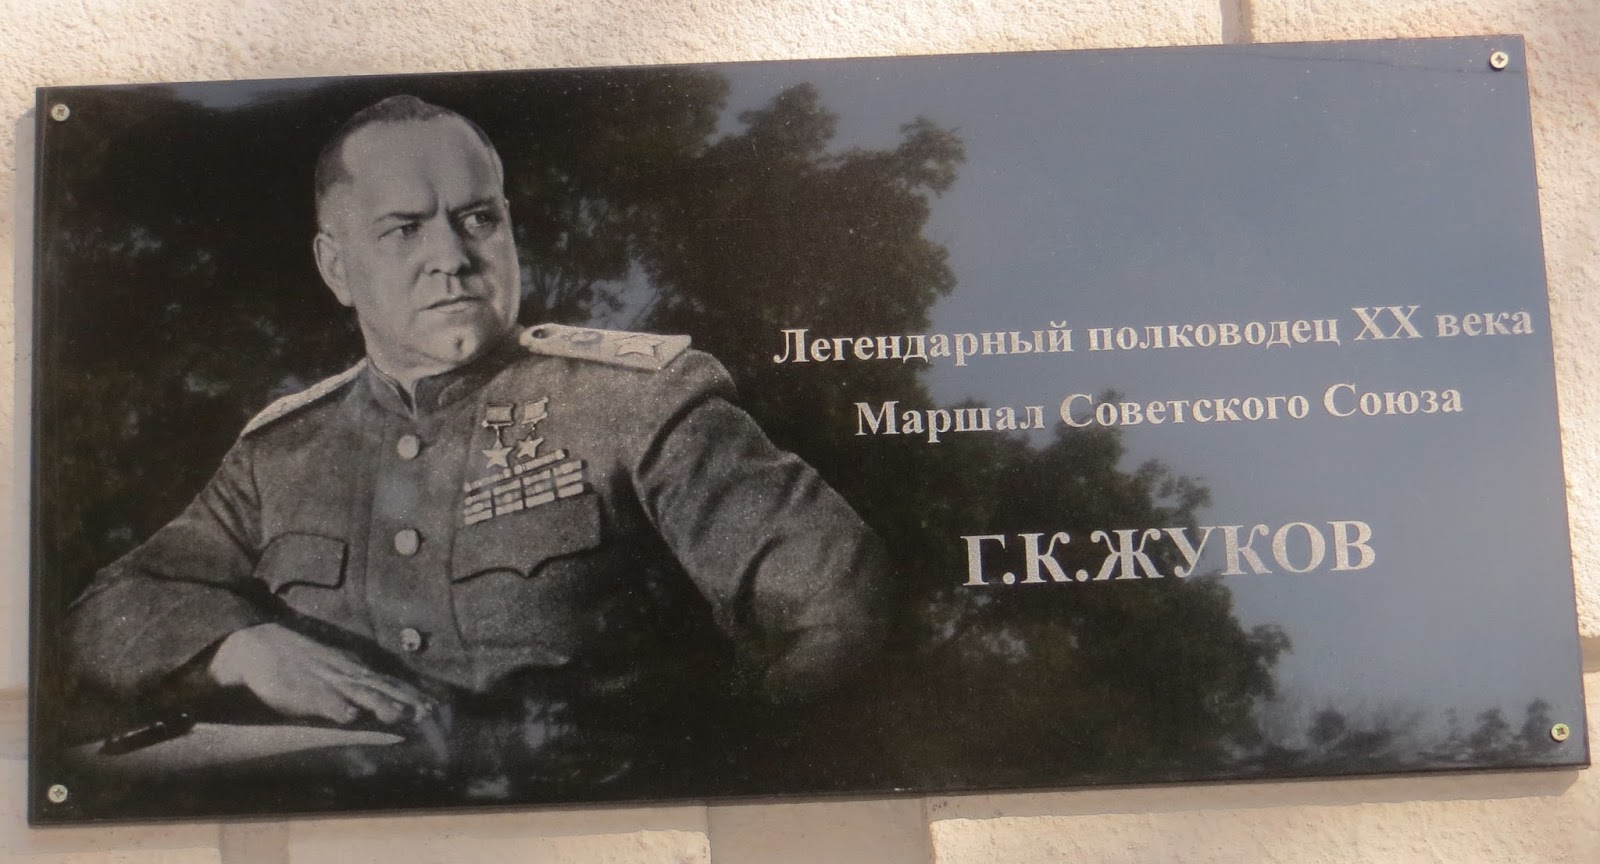 Легендарный полководец XX века
Маршал Советского Союза
Г.К.ЖУКОВ